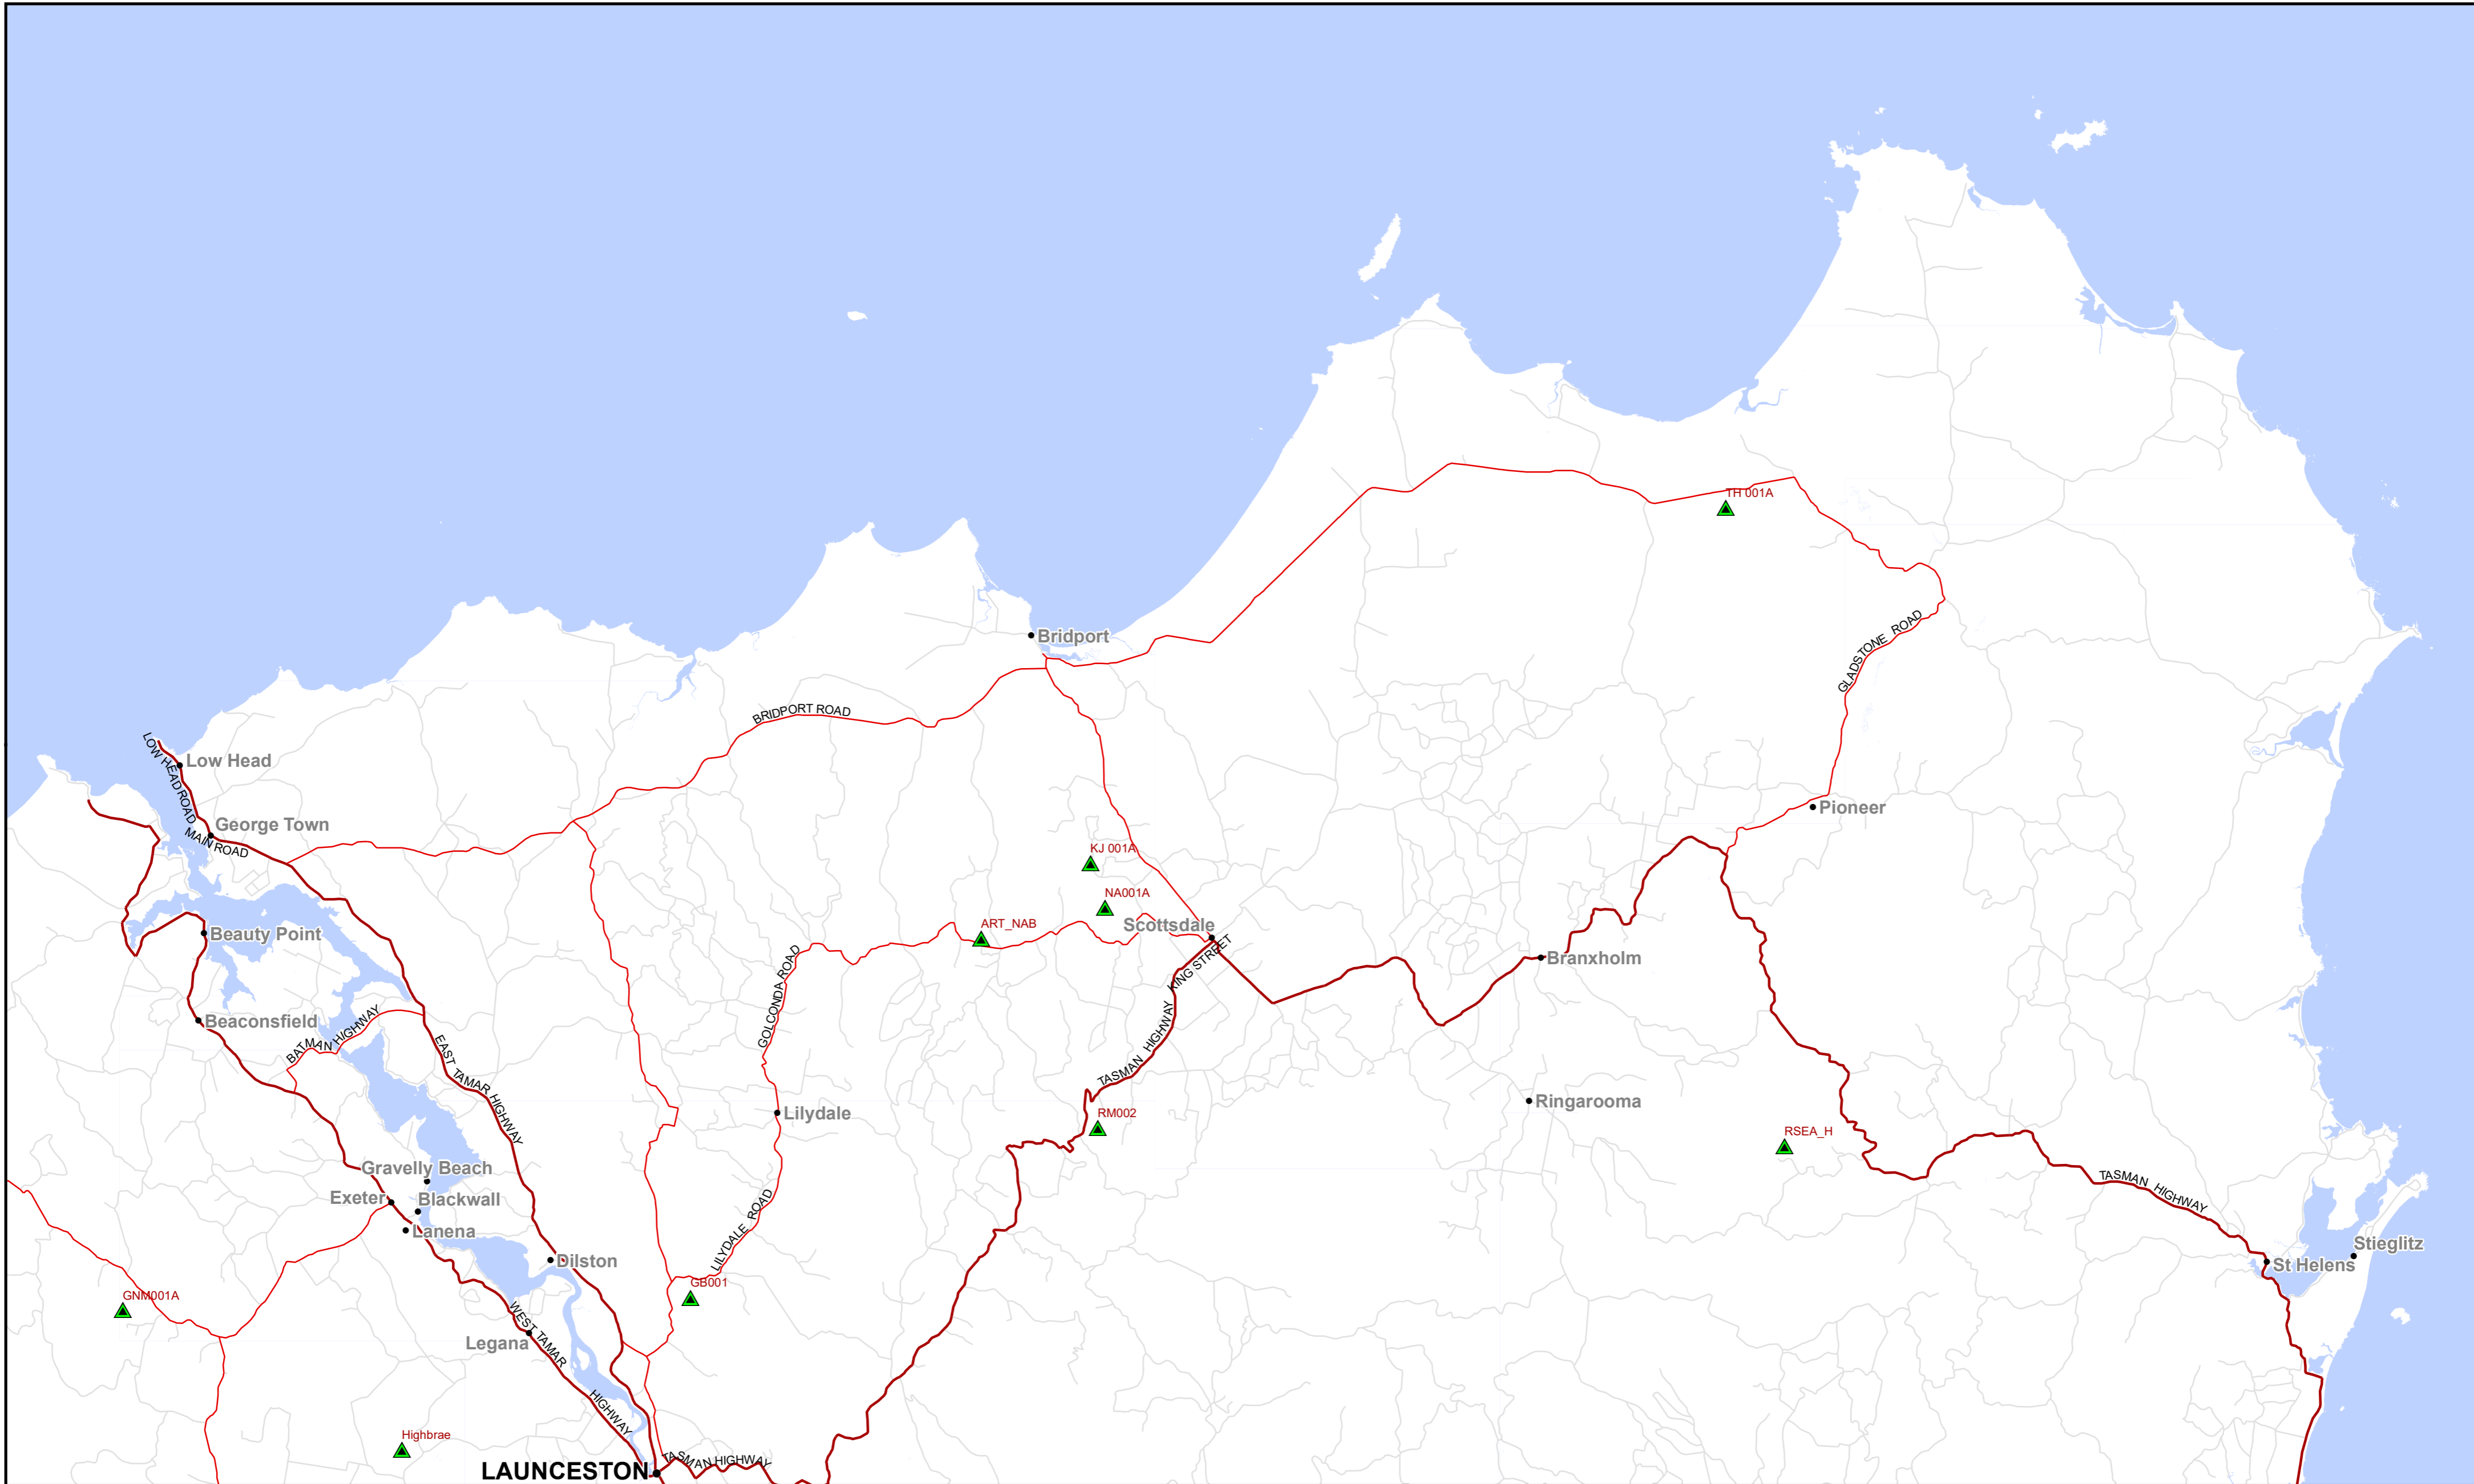 TH 001A
GLADSTONE ROAD
Bridport
BRIDPORT ROAD
LOW HEAD ROAD
Low Head
Pioneer
George Town
MAIN ROAD
KJ 001A
NA001A
ART_NAB
Scottsdale
KING STREET
Beauty Point
Branxholm
GOLCONDA ROAD
Beaconsfield
BATMAN HIGHWAY
EAST TAMAR HIGHWAY
TASMAN HIGHWAY
Lilydale
Ringarooma
RM002
RSEA_H
Gravelly Beach
Exeter
Blackwall
TASMAN HIGHWAY
Lanena
LILYDALE ROAD
Dilston
Stieglitz
St Helens
GB001
GNM001A
WEST TAMAR HIGHWAY
Legana
Highbrae
TASMAN HIGHWAY
LAUNCESTON